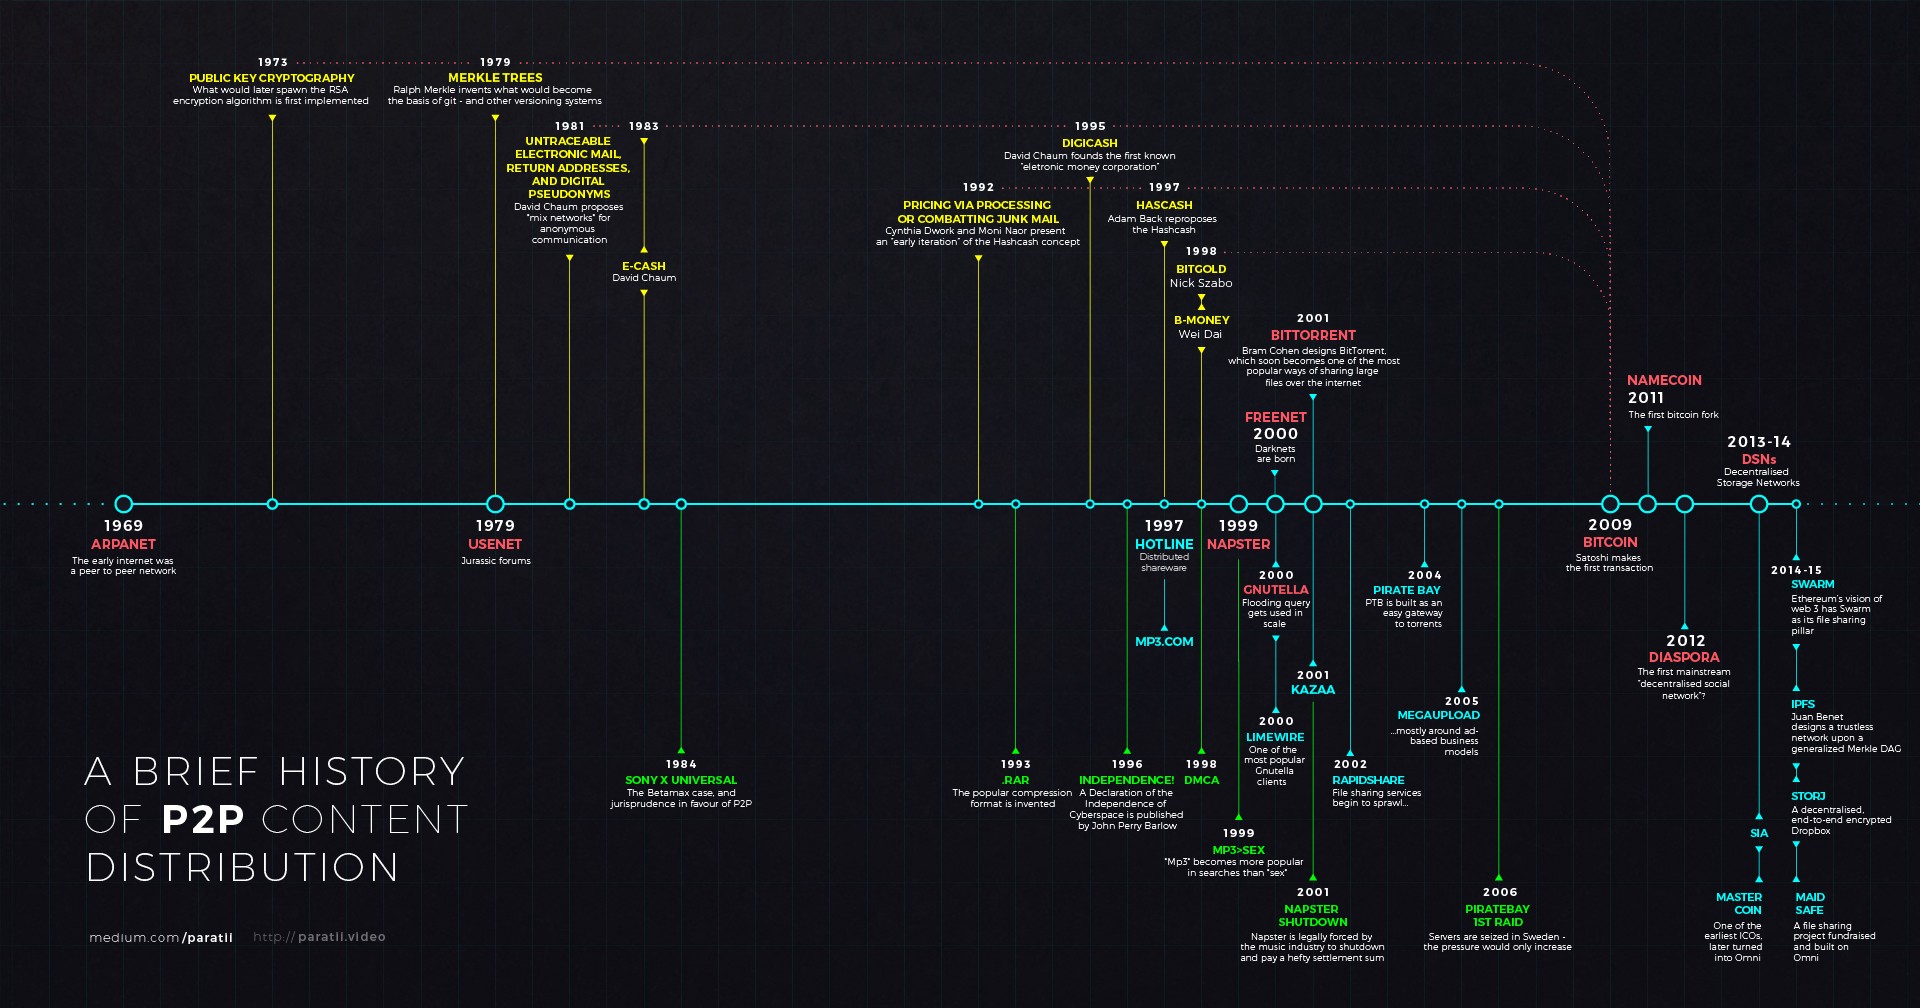 1973
PUBLIC KEY CRYPTOGRAPHY
What would later spawn the RSA
encryption algorithm is first implemented
1979
MERKLE TREES
Ralph Merkle invents what would become
the basis of git - and other versioning systems
1981
UNTRACEABLE
ELECTRONIC MAIL,
RETURN ADDRESSES,
AND DIGITAL
PSEUDONYMS
David Chaum proposes
"mix networks" for
anonymous
communication
1983
E-CASH
David Chaum
1992
PRICING VIA PROCESSING
OR COMBATTING JUNK MAIL
Cynthia Dwork and Moni Naor present
an "early iteration" of the Hashcash concept
1995
DIGICASH
David Chaum founds the first known
"eletronic money corporation"
1997
HASCASH
Adam Back reproposes
the Hashcash
1998
BITGOLD
Nick Szabo
B-MONEY
Wei Dai
2001
BITTORRENT
Bram Cohen designs BitTorrent,
which soon becomes one of the most
popular ways of sharing large
files over the internet
FREENET
2000
Darknets
are born
NAMECOIN
2011
The first bitcoin fork
2013-14
DSNs
Decentralised
Storage Networks
1969
ARPANET
The early internet was
a peer to peer network
1979
USENET
Jurassic forums
1984
SONY X UNIVERSAL
The Betamax case, and
jurisprudence in favour of P2P
1993
.RAR
The popular compression
format is invented
1996
INDEPENDENCE!
A Declaration of the
Independence of
Cyberspace is published
by John Perry Barlow
1997
HOTLINE
Distributed
shareware
MP3.COM
1998
DMCA
1999
NAPSTER
1999
MP3>SEX
"Mp3" becomes more popular
in searches than "sex"
2000
GNUTELLA
Flooding query
gets used in
scale
2000
LIMEWIRE
One of the
most popular
Gnutella
clients
2001
KAZAA
2001
NAPSTER
SHUTDOWN
Napster is legally forced by
the music industry to shutdown
and pay a hefty settlement sum
2002
RAPIDSHARE
File sharing services
begin to sprawl...
2004
PIRATE BAY
PTB is built as an
easy gateway
to torrents
2005
MEGAUPLOAD
...mostly around ad-
based business
models
2006
PIRATEBAY
1ST RAID
Servers are seized in Sweden -
the pressure would only increase
2009
BITCOIN
Satoshi makes
the first transaction
2012
DIASPORA
The first mainstream
"decentralised social
network"?
SIA
MASTER
COIN
One of the
earliest ICOs,
later turned
into Omni
2014-15
SWARM
Ethereum's vision of
web 3 has Swarm
as its file sharing
pillar
IPFS
Juan Benet
designs a trustless
network upon a
generalized Merkle DAG
STORJ
A decentralised,
end-to-end encrypted
Dropbox
MAID
SAFE
A file sharing
project fundraised
and built on
Omni
A BRIEF HISTORY
OF P2P CONTENT
DISTRIBUTION
medium.com/paratii
http://paratii.video